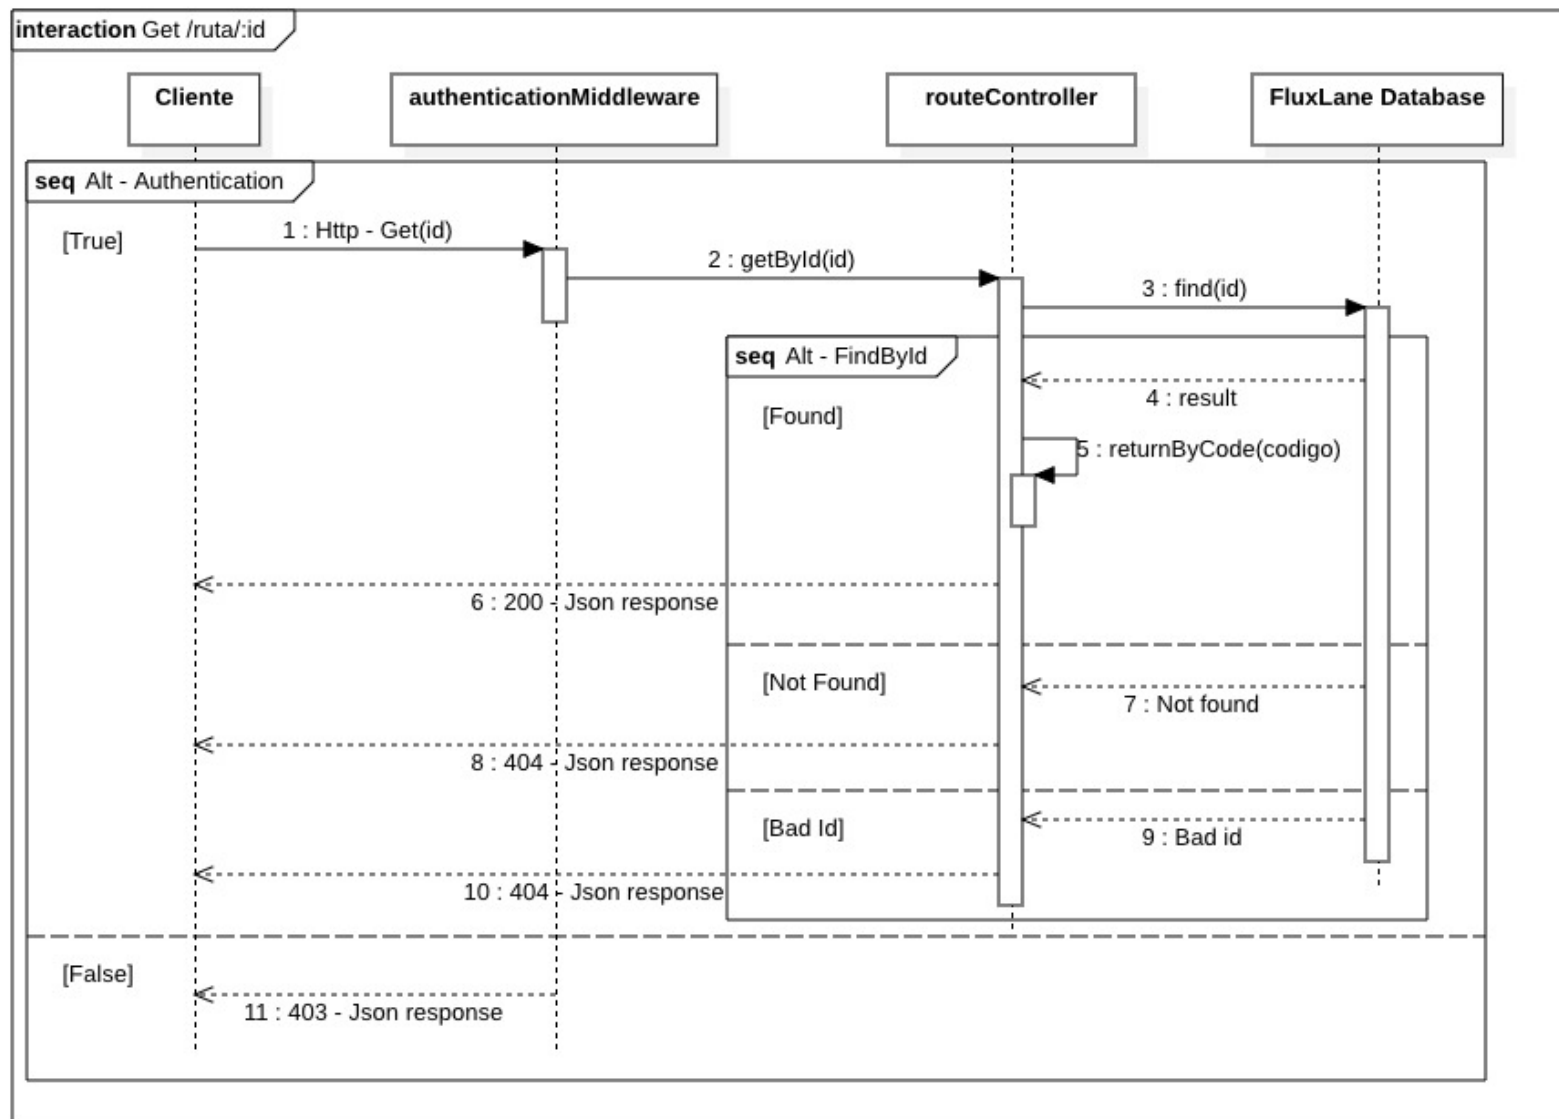 interaction Get /ruta/:id
Cliente
authenticationMiddleware
routeController
FluxLane Database
seq Alt - Authentication
[True]
1 : Http - Get(id)
2 : getById(id)
3 : find(id)
seq Alt - FindById
[Found]
4 : result
5 : returnByCode(codigo)
6 : 200 - Json response
[Not Found]
7 : Not found
8 : 404 - Json response
[Bad Id]
9 : Bad id
10 : 404 - Json response
[False]
11 : 403 - Json response